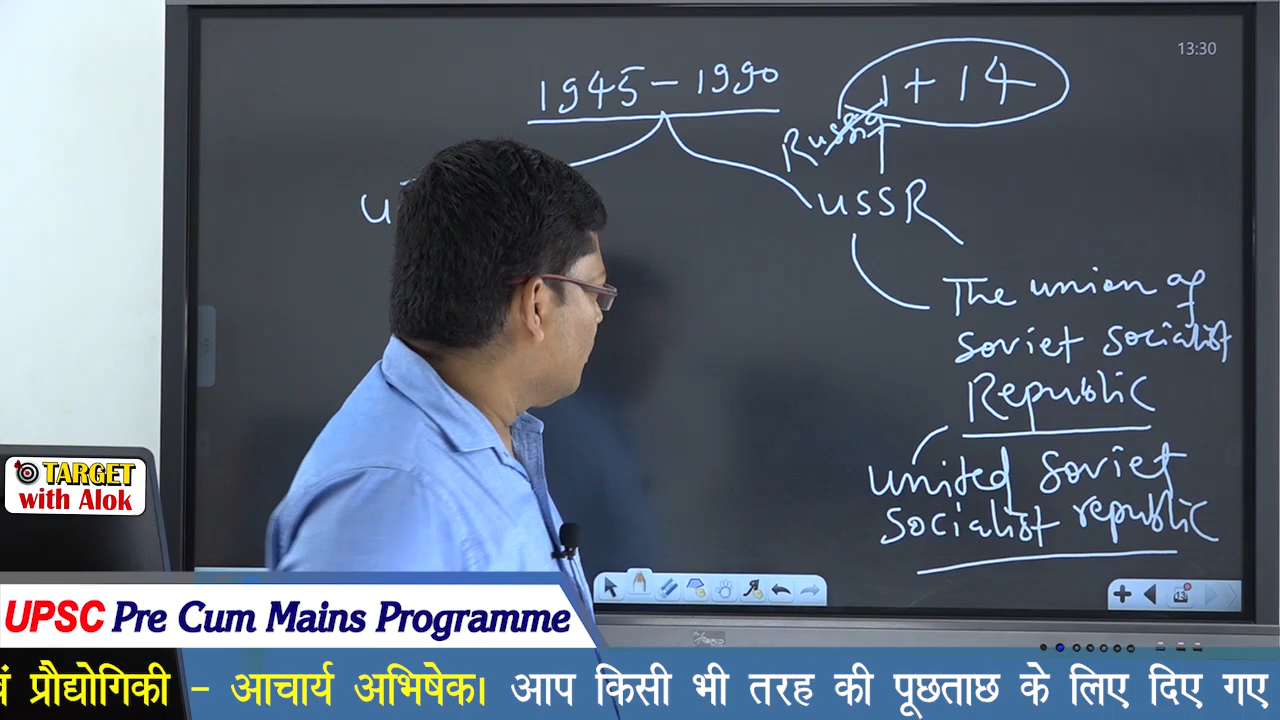 13:30
1945 - 1990
1 + 14
Russia
U
USSR
The union of
Soviet Socialist
Republic
united Soviet
Socialist republic
TARGET
with Alok
UPSC Pre Cum Mains Programme
वं प्रौद्योगिकी - आचार्य अभिषेक। आप किसी भी तरह की पूछताछ के लिए दिए गए